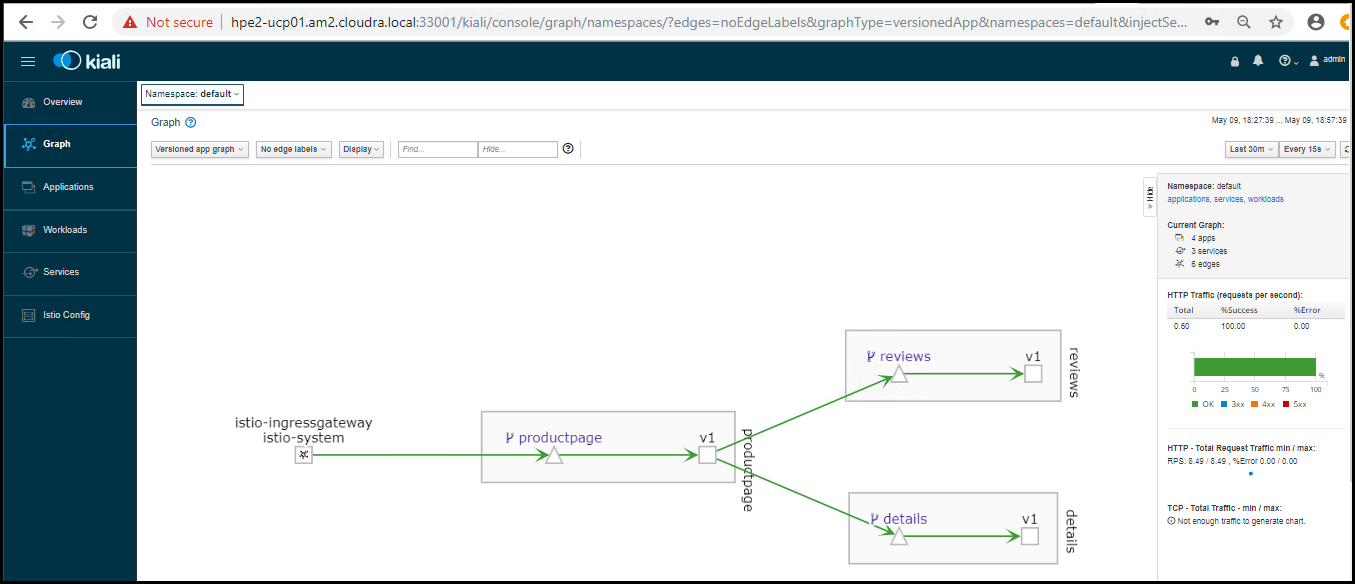 Not secure
hpe2-ucp01.am2.cloudra.local:33001/kiali/console/graph/namespaces/?edges=noEdgeLabels&graphType=versionedApp&namespaces=default&injectSe...
kiali
admin
Overview
Graph
Applications
Workloads
Services
Istio Config
Namespace: default
Graph
May 09, 18:27:39 ... May 09, 18:57:39
Versioned app graph
No edge labels
Display
Find...
Hide...
Last 30m
Every 15s
Hide
Namespace: default
applications, services, workloads
Current Graph:
4 apps
3 services
6 edges
HTTP Traffic (requests per second):
Total %Success %Error
0.60 100.00 0.00
%
0 25 50 75 100
OK 3xx 4xx 5xx
HTTP - Total Request Traffic min / max:
RPS: 8.49 / 8.49 , %Error 0.00 / 0.00
TCP - Total Traffic - min / max:
Not enough traffic to generate chart.
istio-ingressgateway
istio-system
productpage
v1
productpage
reviews
v1
reviews
details
v1
details